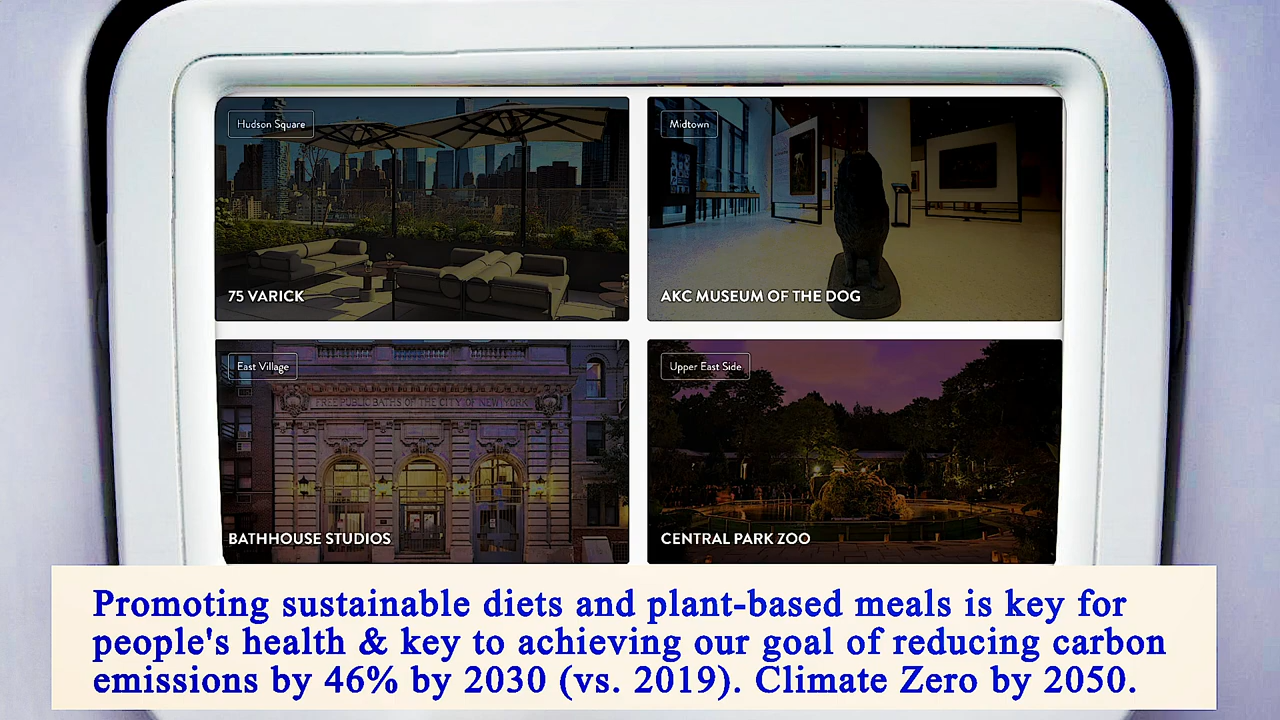 Hudson Square
75 VARICK
Midtown
AKC MUSEUM OF THE DOG
East Village
FREE PUBLIC BATHS OF THE CITY OF NEW YORK
BATHHOUSE STUDIOS
Upper East Side
CENTRAL PARK ZOO
Promoting sustainable diets and plant-based meals is key for
people's health & key to achieving our goal of reducing carbon
emissions by 46% by 2030 (vs. 2019). Climate Zero by 2050.